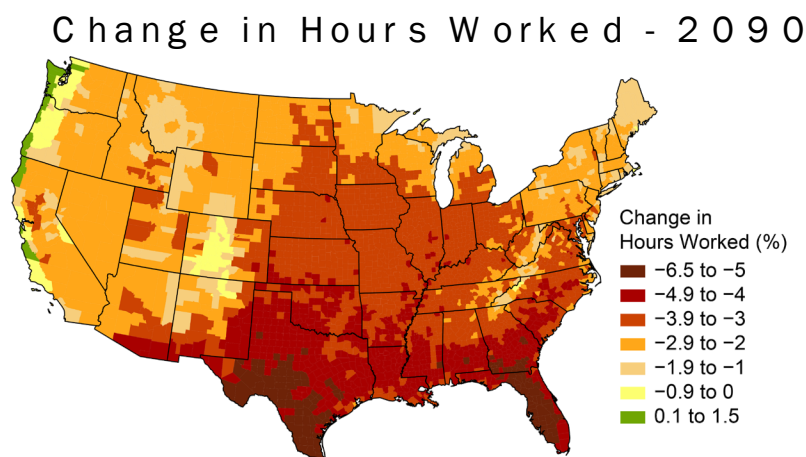 Change in Hours Worked - 2090
Change in
Hours Worked (%)
−6.5 to −5
−4.9 to −4
−3.9 to −3
−2.9 to −2
−1.9 to −1
−0.9 to 0
0.1 to 1.5